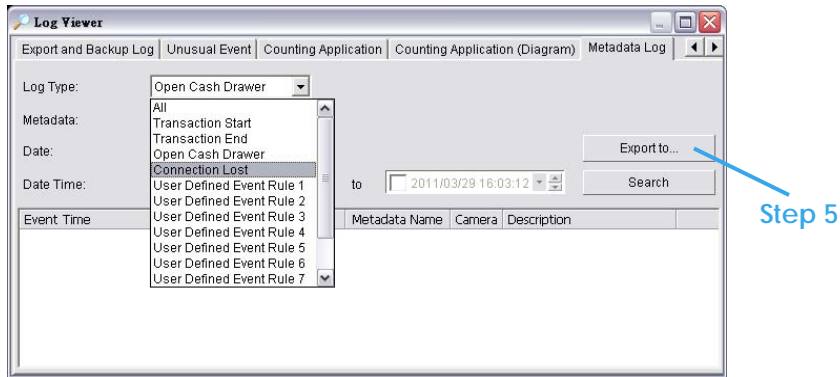 Log Viewer
Export and Backup Log Unusual Event Counting Application Counting Application (Diagram) Metadata Log
Log Type: Open Cash Drawer
All
Transaction Start
Transaction End
Open Cash Drawer
Connection Lost
User Defined Event Rule 1
User Defined Event Rule 2
User Defined Event Rule 3
User Defined Event Rule 4
User Defined Event Rule 5
User Defined Event Rule 6
User Defined Event Rule 7
Metadata:
Date:
Export to...
Date Time:
to 2011/03/29 16:03:12
Search
Event Time Metadata Name Camera Description
Step 5